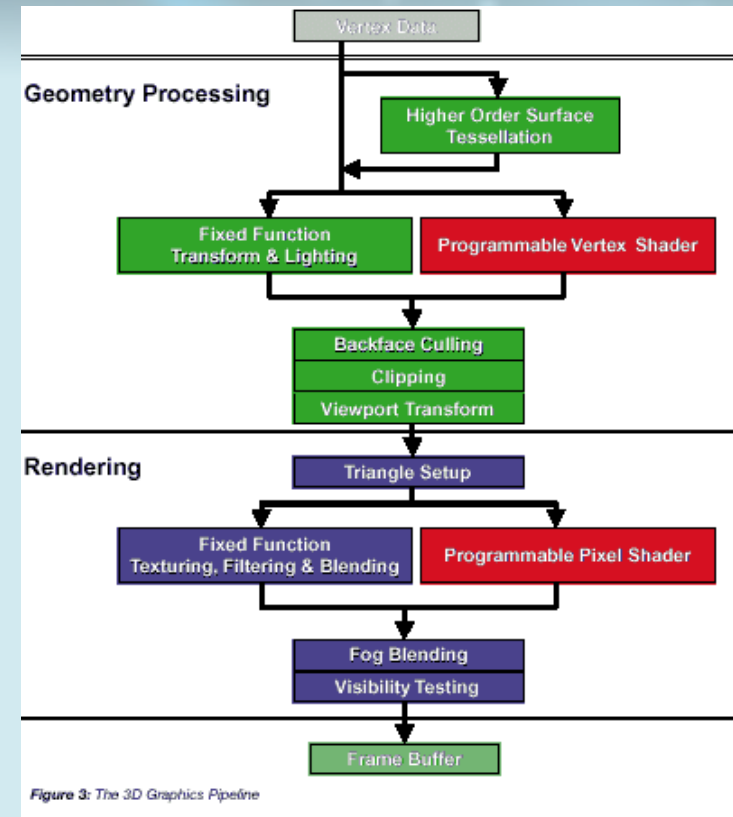 Vertex Data
Geometry Processing
Higher Order Surface
Tessellation
Fixed Function
Transform & Lighting
Programmable Vertex Shader
Backface Culling
Clipping
Viewport Transform
Rendering
Triangle Setup
Fixed Function
Texturing, Filtering & Blending
Programmable Pixel Shader
Fog Blending
Visibility Testing
Frame Buffer
Figure 3: The 3D Graphics Pipeline